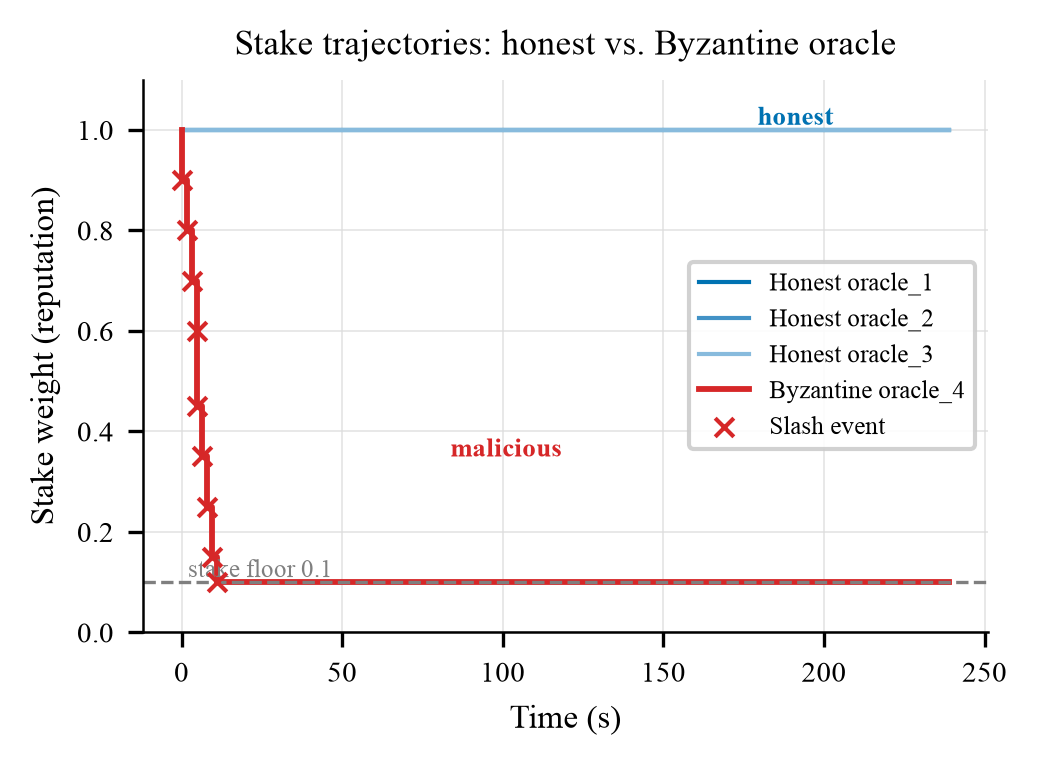 Stake trajectories: honest vs. Byzantine oracle
honest
1.0
0.8
0.6
0.4
0.2
0.0
Stake weight (reputation)
Honest oracle_1
Honest oracle_2
Honest oracle_3
Byzantine oracle_4
Slash event
malicious
stake floor 0.1
0 50 100 150 200 250
Time (s)